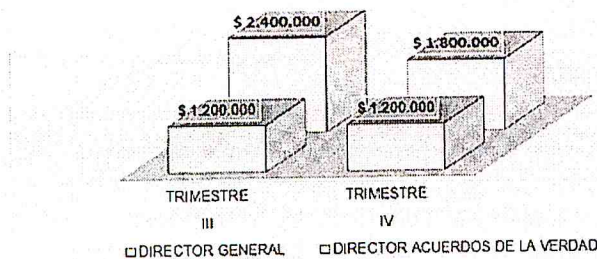 $ 2.400.000
$ 1.800.000
$ 1.200.000 $ 1.200.000
TRIMESTRE TRIMESTRE
III IV
DIRECTOR GENERAL DIRECTOR ACUERDOS DE LA VERDAD